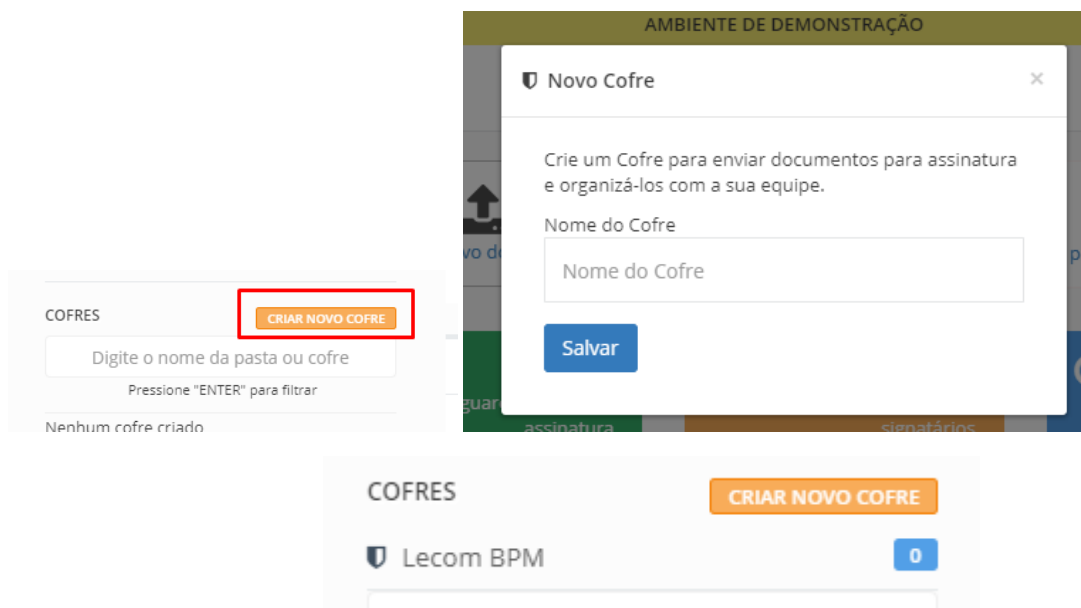 AMBIENTE DE DEMONSTRAÇÃO
Novo Cofre
×
Crie um Cofre para enviar documentos para assinatura
e organizá-los com a sua equipe.
Nome do Cofre
Nome do Cofre
Salvar
assinatura
signatários
COFRES
CRIAR NOVO COFRE
Digite o nome da pasta ou cofre
Pressione "ENTER" para filtrar
Nenhum cofre criado
COFRES
CRIAR NOVO COFRE
Lecom BPM
0